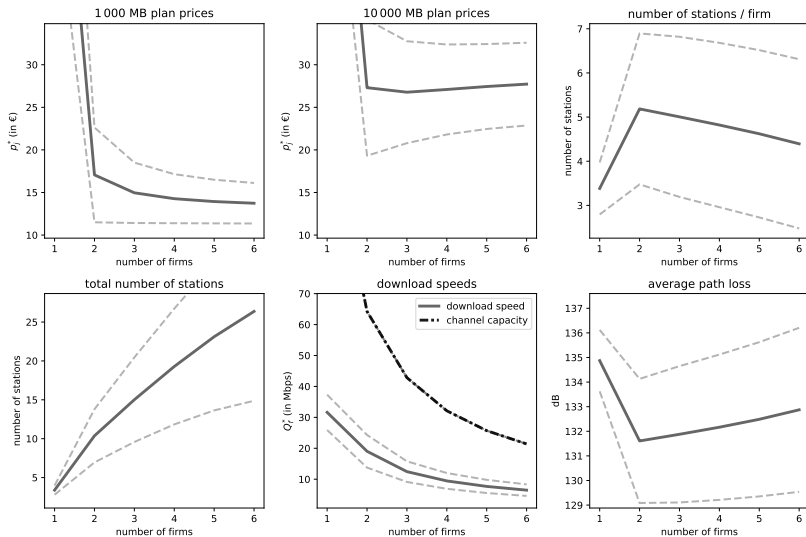 1 000 MB plan prices
p*j (in €)
30
25
20
15
10
1 2 3 4 5 6
number of firms
10 000 MB plan prices
p*j (in €)
30
25
20
15
10
1 2 3 4 5 6
number of firms
number of stations / firm
number of stations
7
6
5
4
3
1 2 3 4 5 6
number of firms
total number of stations
number of stations
25
20
15
10
5
1 2 3 4 5 6
number of firms
download speeds
download speed
channel capacity
Q*f (in Mbps)
70
60
50
40
30
20
10
1 2 3 4 5 6
number of firms
average path loss
dB
137
136
135
134
133
132
131
130
129
1 2 3 4 5 6
number of firms